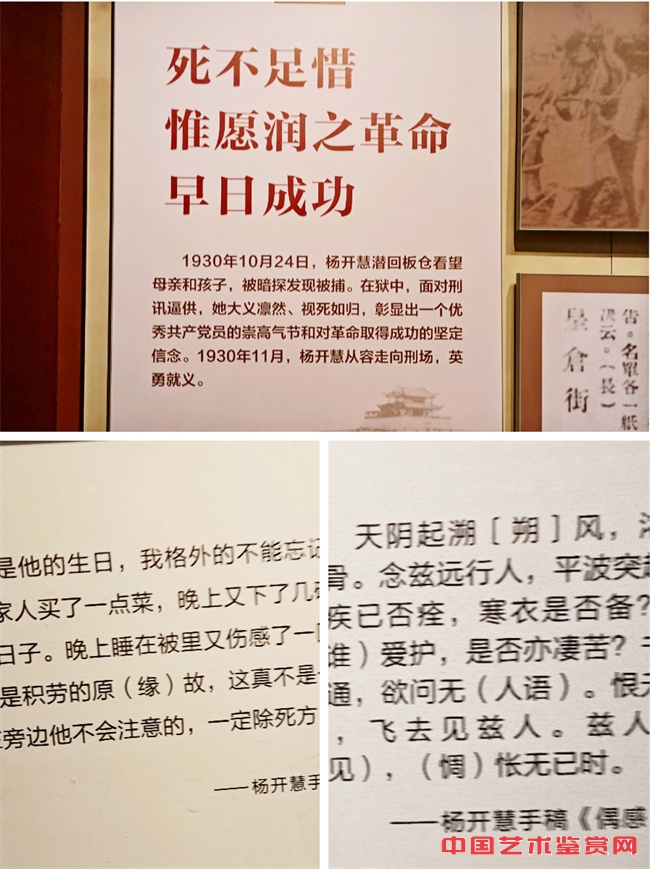 死不足惜
惟愿润之革命
早日成功
1930年10月24日，杨开慧潜回板仓看望
母亲和孩子，被暗探发现被捕。在狱中，面对刑
讯逼供，她大义凛然、视死如归，彰显出一个优
秀共产党员的崇高气节和对革命取得成功的坚定
信念。1930年11月，杨开慧从容走向刑场，英
勇就义。
告。名單各一紙
决云。（長）
皇倉街
是他的生日，我格外的不能忘记
家人买了一点菜，晚上又下了几
日子。晚上睡在被里又伤感了一
是积劳的原（缘）故，这真不是
旁边他不会注意的，一定除死方
——杨开慧手
天阴起溯［朔］风，
骨。念兹远行人，平波突起
疾已否痊，寒衣是否备？
爱护，是否亦凄苦？
通，欲问无（人语）。恨无
，飞去见兹人。兹人
见），（惆）怅无已时。
——杨开慧手稿《偶感
中国艺术鉴赏网